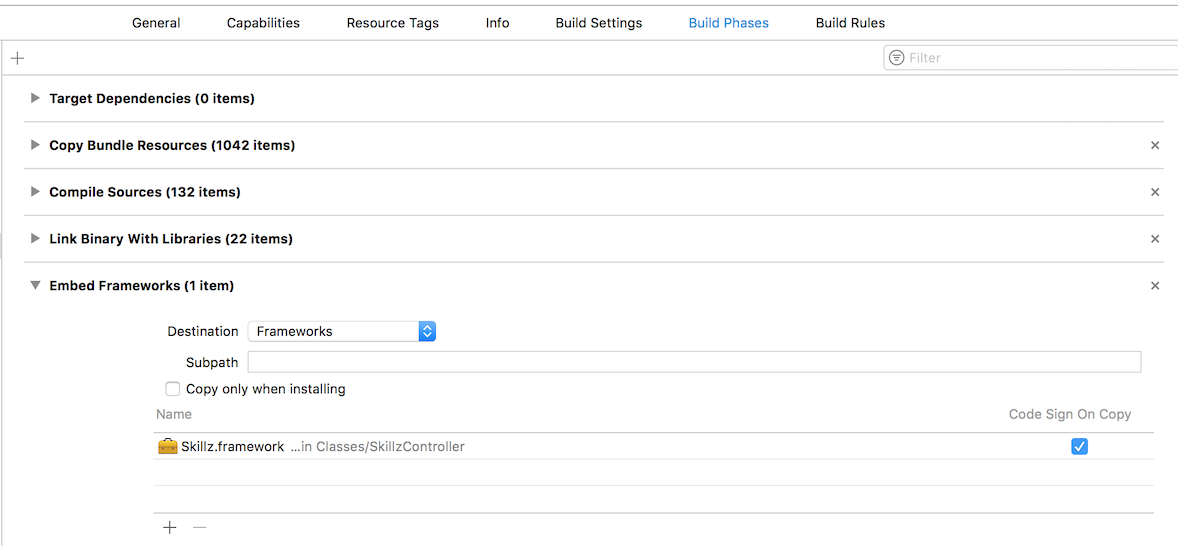 General Capabilities Resource Tags Info Build Settings Build Phases Build Rules
Filter
Target Dependencies (0 items)
Copy Bundle Resources (1042 items)
Compile Sources (132 items)
Link Binary With Libraries (22 items)
Embed Frameworks (1 item)
Destination Frameworks
Subpath
Copy only when installing
Name Code Sign On Copy
Skillz.framework ...in Classes/SkillzController